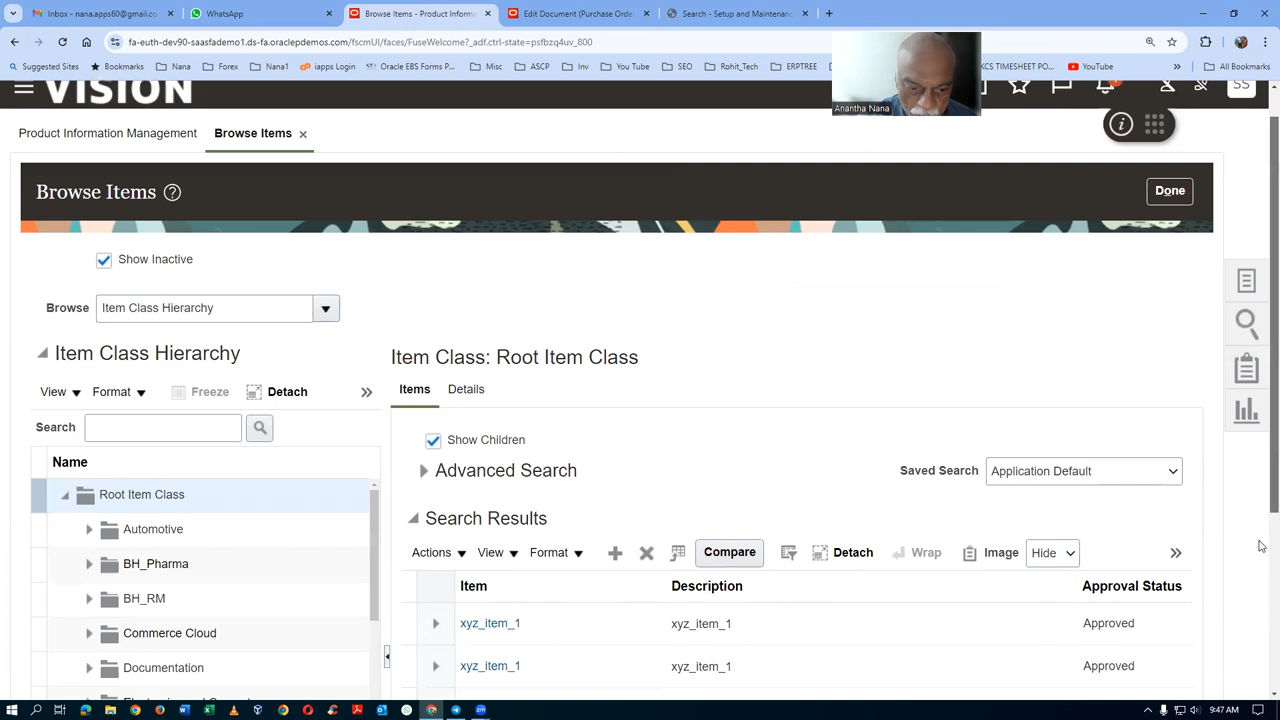 Inbox - nana.apps60@gmail.co
WhatsApp
Browse Items - Product Informa
Edit Document (Purchase Orde
Search - Setup and Maintenanc
fa-euth-dev90-saasfademo1.ds-fa.oraclepdemos.com/fscmUI/faces/FuseWelcome?_adf.ctrl-state=psfbzq4uv_800
Suggested Sites
Bookmarks
Nana
Forex
Nana1
iapps Login
Oracle EBS Forms P...
Misc
ASCP
Inv
You Tube
SEO
Rohit_Tech
ERPTREE
KCS TIMESHEET PO...
YouTube
All Bookmarks
VISION
SS
Anantha Nana
Product Information Management
Browse Items
Browse Items
Done
Show Inactive
Browse
Item Class Hierarchy
Item Class Hierarchy
View
Format
Freeze
Detach
Search
Name
Root Item Class
Automotive
BH_Pharma
BH_RM
Commerce Cloud
Documentation
Item Class: Root Item Class
Items
Details
Show Children
Advanced Search
Saved Search
Application Default
Search Results
Actions
View
Format
Compare
Detach
Wrap
Image
Hide
Item
Description
Approval Status
xyz_item_1
xyz_item_1
Approved
xyz_item_1
xyz_item_1
Approved
9:47 AM